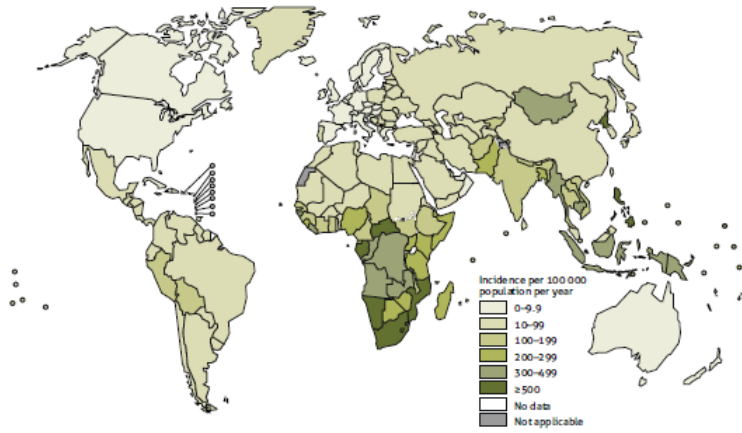 Incidence per 100 000
population per year
0–9.9
10–99
100–199
200–299
300–499
≥500
No data
Not applicable